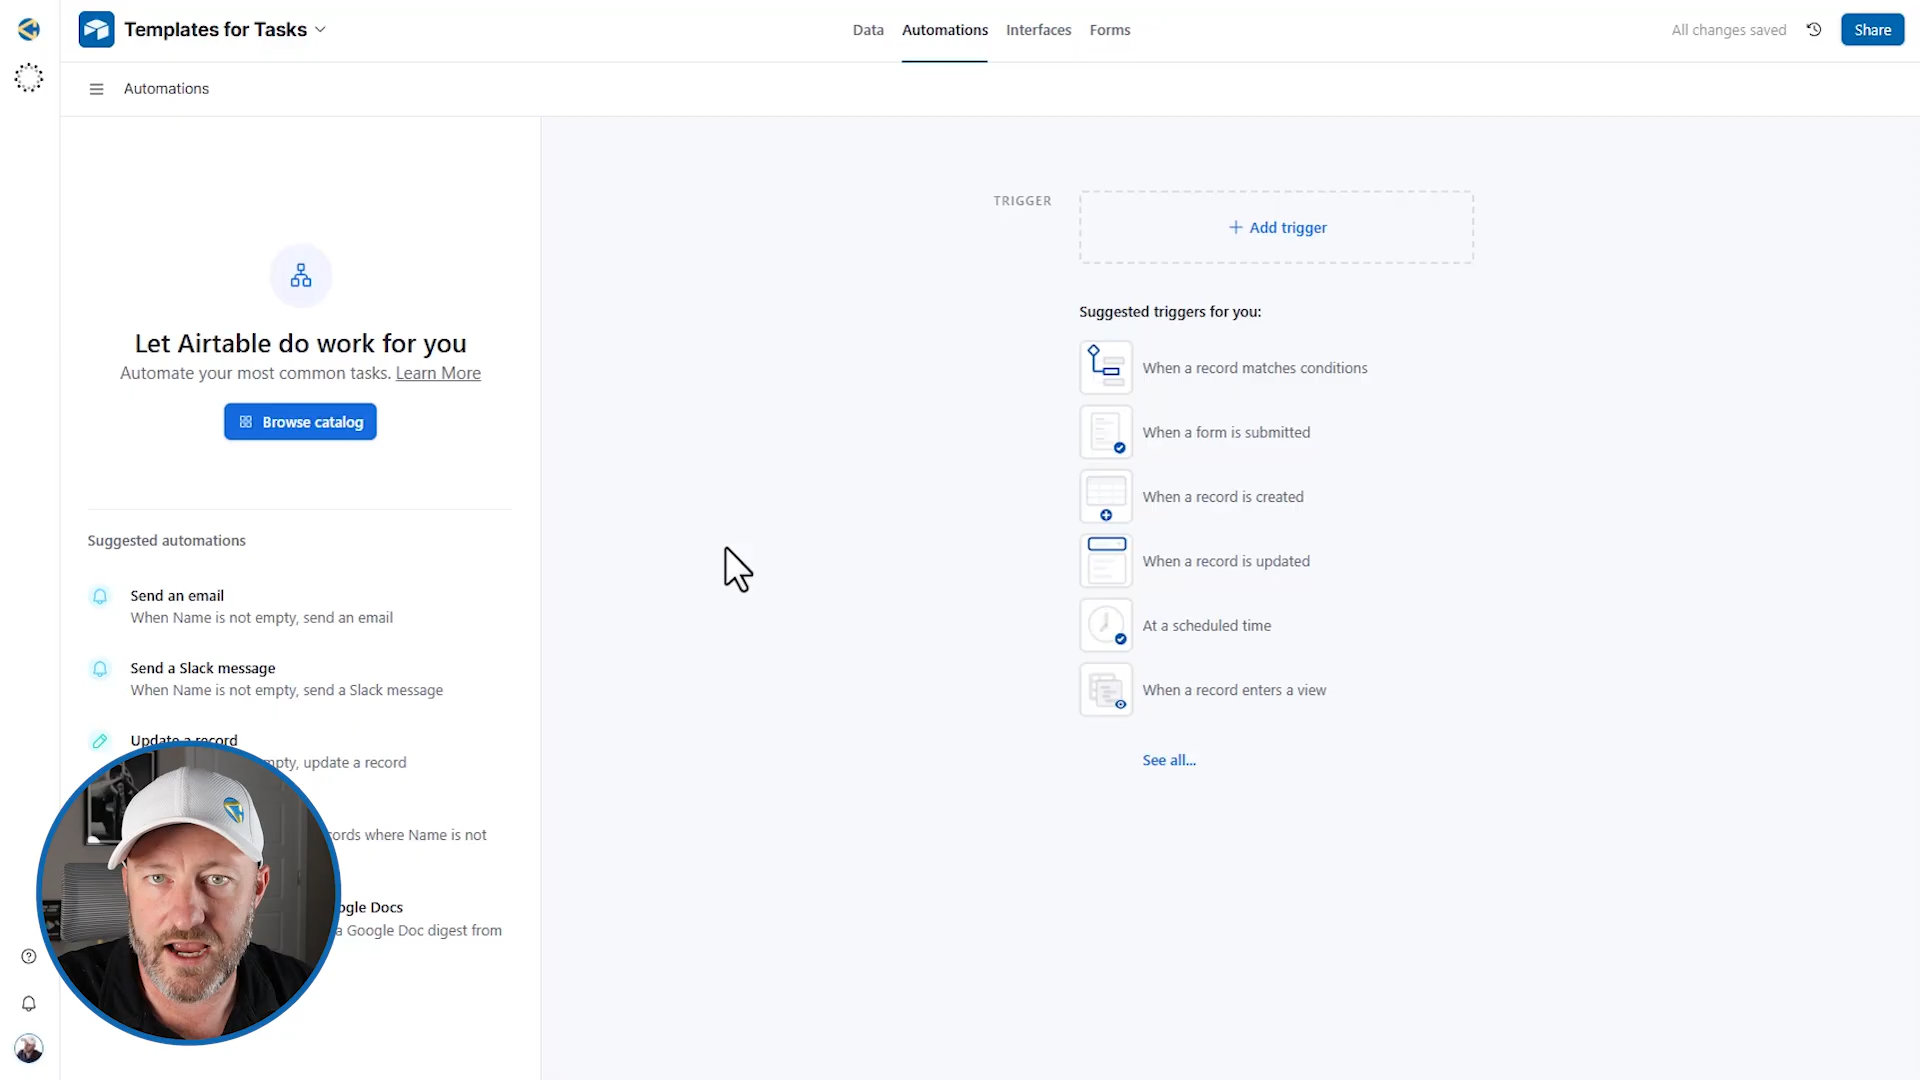 Templates for Tasks
Data
Automations
Interfaces
Forms
All changes saved
Share
Automations
Let Airtable do work for you
Automate your most common tasks. Learn More
Browse catalog
Suggested automations
Send an email
When Name is not empty, send an email
Send a Slack message
When Name is not empty, send a Slack message
Update a record
mpty, update a record
cords where Name is not
ogle Docs
a Google Doc digest from
TRIGGER
+ Add trigger
Suggested triggers for you:
When a record matches conditions
When a form is submitted
When a record is created
When a record is updated
At a scheduled time
When a record enters a view
See all...